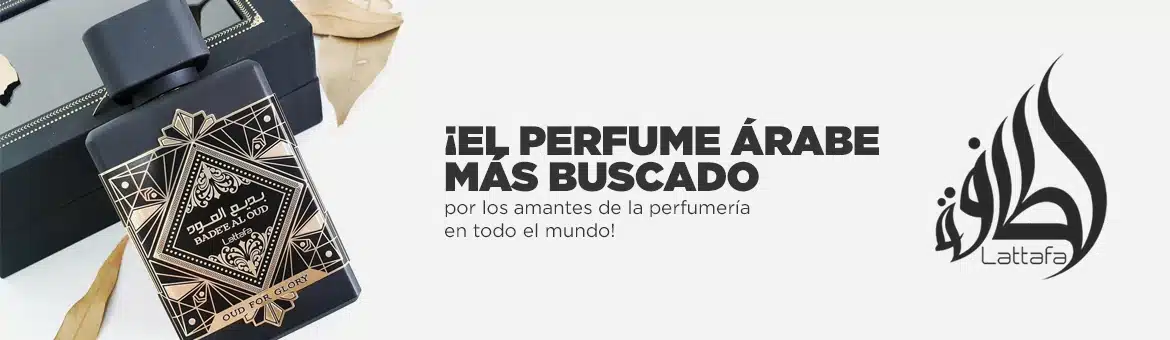 بديع العود
BADEE AL OUD
Lattafa
OUD FOR GLORY
¡EL PERFUME ÁRABE
MÁS BUSCADO
por los amantes de la perfumería
en todo el mundo!
لطافة
Lattafa